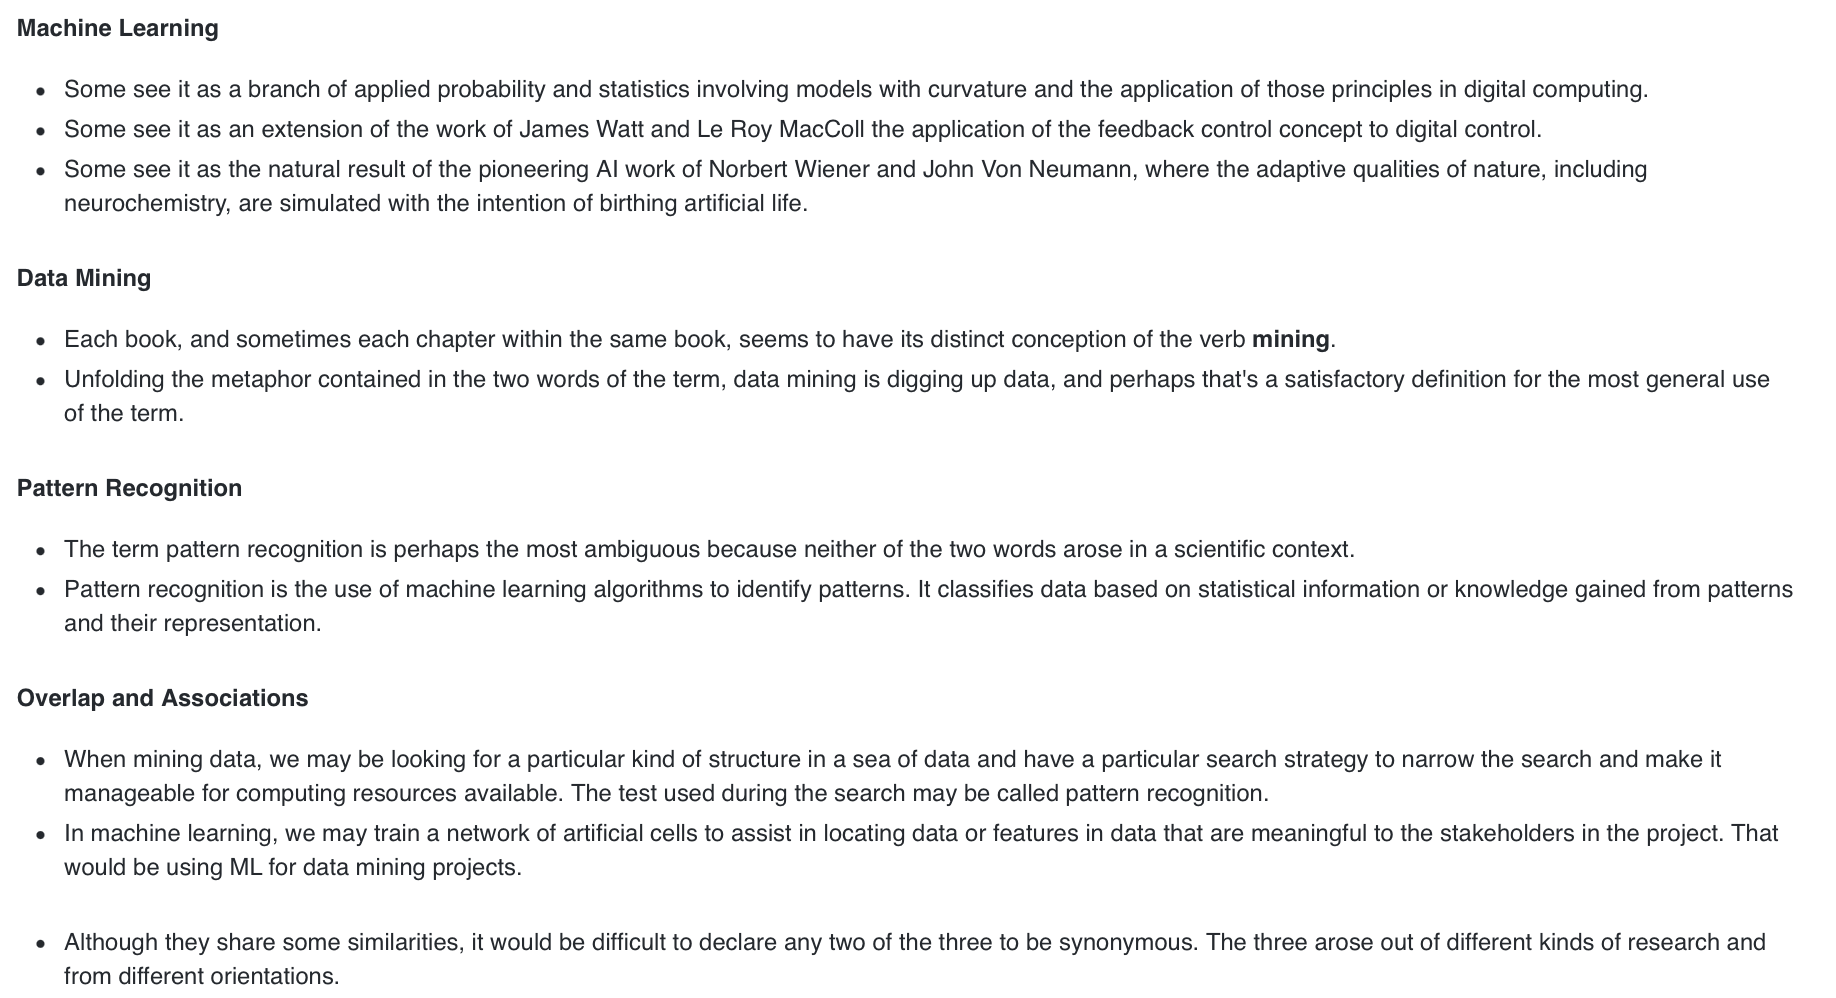 Machine Learning
• Some see it as a branch of applied probability and statistics involving models with curvature and the application of those principles in digital computing.
• Some see it as an extension of the work of James Watt and Le Roy MacColl the application of the feedback control concept to digital control.
• Some see it as the natural result of the pioneering AI work of Norbert Wiener and John Von Neumann, where the adaptive qualities of nature, including
neurochemistry, are simulated with the intention of birthing artificial life.
Data Mining
• Each book, and sometimes each chapter within the same book, seems to have its distinct conception of the verb mining.
• Unfolding the metaphor contained in the two words of the term, data mining is digging up data, and perhaps that's a satisfactory definition for the most general use
of the term.
Pattern Recognition
• The term pattern recognition is perhaps the most ambiguous because neither of the two words arose in a scientific context.
• Pattern recognition is the use of machine learning algorithms to identify patterns. It classifies data based on statistical information or knowledge gained from patterns
and their representation.
Overlap and Associations
• When mining data, we may be looking for a particular kind of structure in a sea of data and have a particular search strategy to narrow the search and make it
manageable for computing resources available. The test used during the search may be called pattern recognition.
• In machine learning, we may train a network of artificial cells to assist in locating data or features in data that are meaningful to the stakeholders in the project. That
would be using ML for data mining projects.
• Although they share some similarities, it would be difficult to declare any two of the three to be synonymous. The three arose out of different kinds of research and
from different orientations.